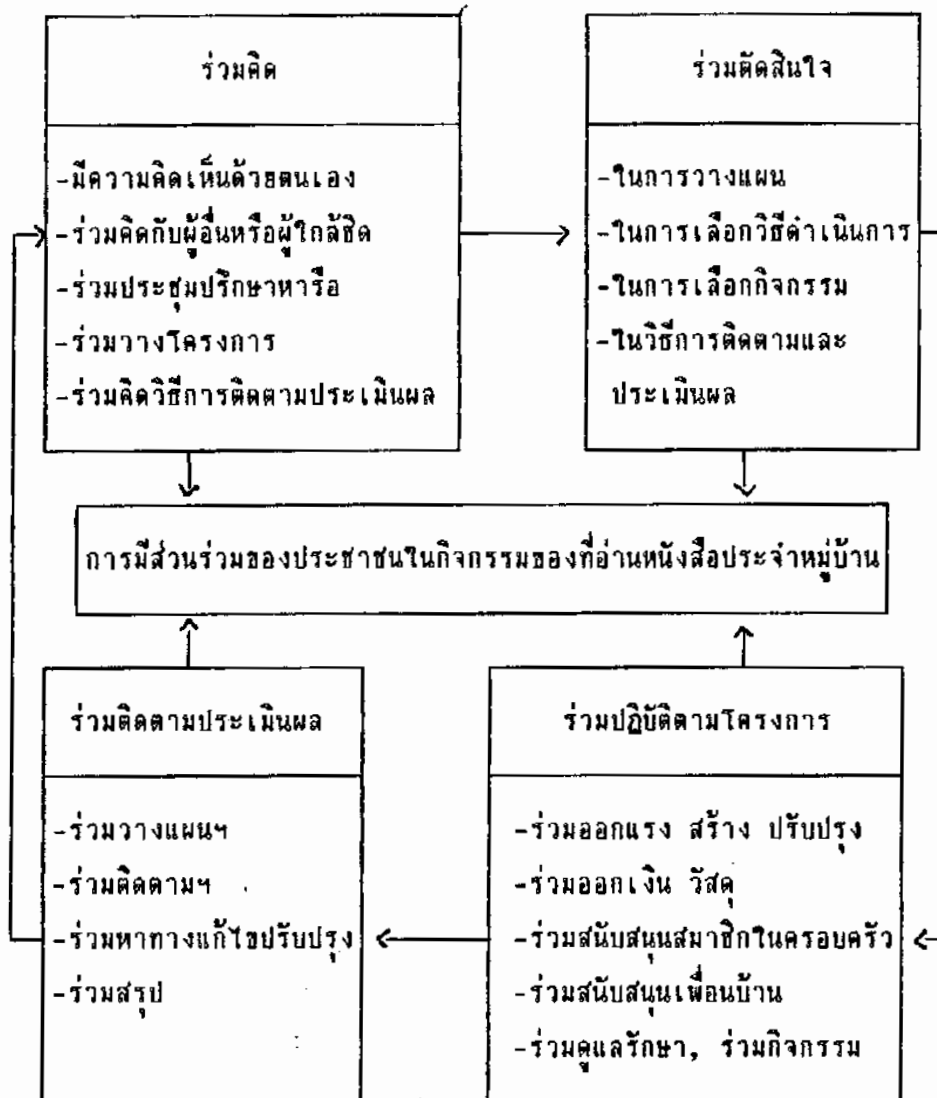 ร่วมคิด
-มีความคิดเห็นด้วยตนเอง
-ร่วมคิดกับผู้อื่นหรือผู้ใกล้ชิด
-ร่วมประชุมปรึกษาหารือ
-ร่วมวางโครงการ
-ร่วมคิดวิธีการติดตามประเมินผล
ร่วมตัดสินใจ
-ในการวางแผน
-ในการเลือกวิธีดำเนินการ
-ในการเลือกกิจกรรม
-ในวิธีการติดตามและ
ประเมินผล
การมีส่วนร่วมของประชาชนในกิจกรรมของที่อ่านหนังสือประจำหมู่บ้าน
ร่วมติดตามประเมินผล
-ร่วมวางแผนฯ
-ร่วมติดตามฯ
-ร่วมหาทางแก้ไขปรับปรุง
-ร่วมสรุป
ร่วมปฏิบัติตามโครงการ
-ร่วมออกแรง สร้าง ปรับปรุง
-ร่วมออกเงิน วัสดุ
-ร่วมสนับสนุนสมาชิกในครอบครัว
-ร่วมสนับสนุนเพื่อนบ้าน
-ร่วมดูแลรักษา, ร่วมกิจกรรม